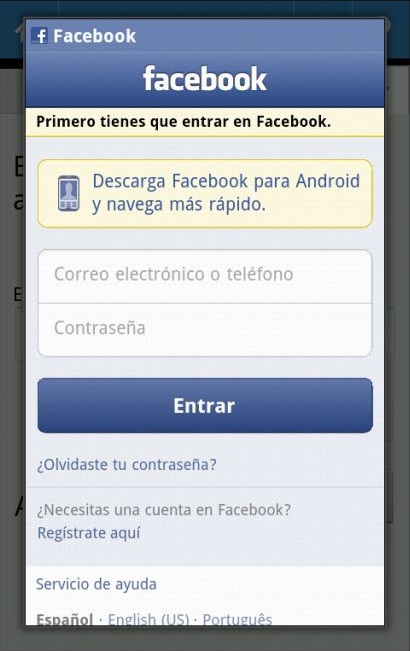 Facebook
facebook
Primero tienes que entrar en Facebook.
Descarga Facebook para Android
y navega más rápido.
Correo electrónico o teléfono
Contraseña
Entrar
¿Olvidaste tu contraseña?
¿Necesitas una cuenta en Facebook?
Regístrate aquí
Servicio de ayuda
Español · English (US) · Português